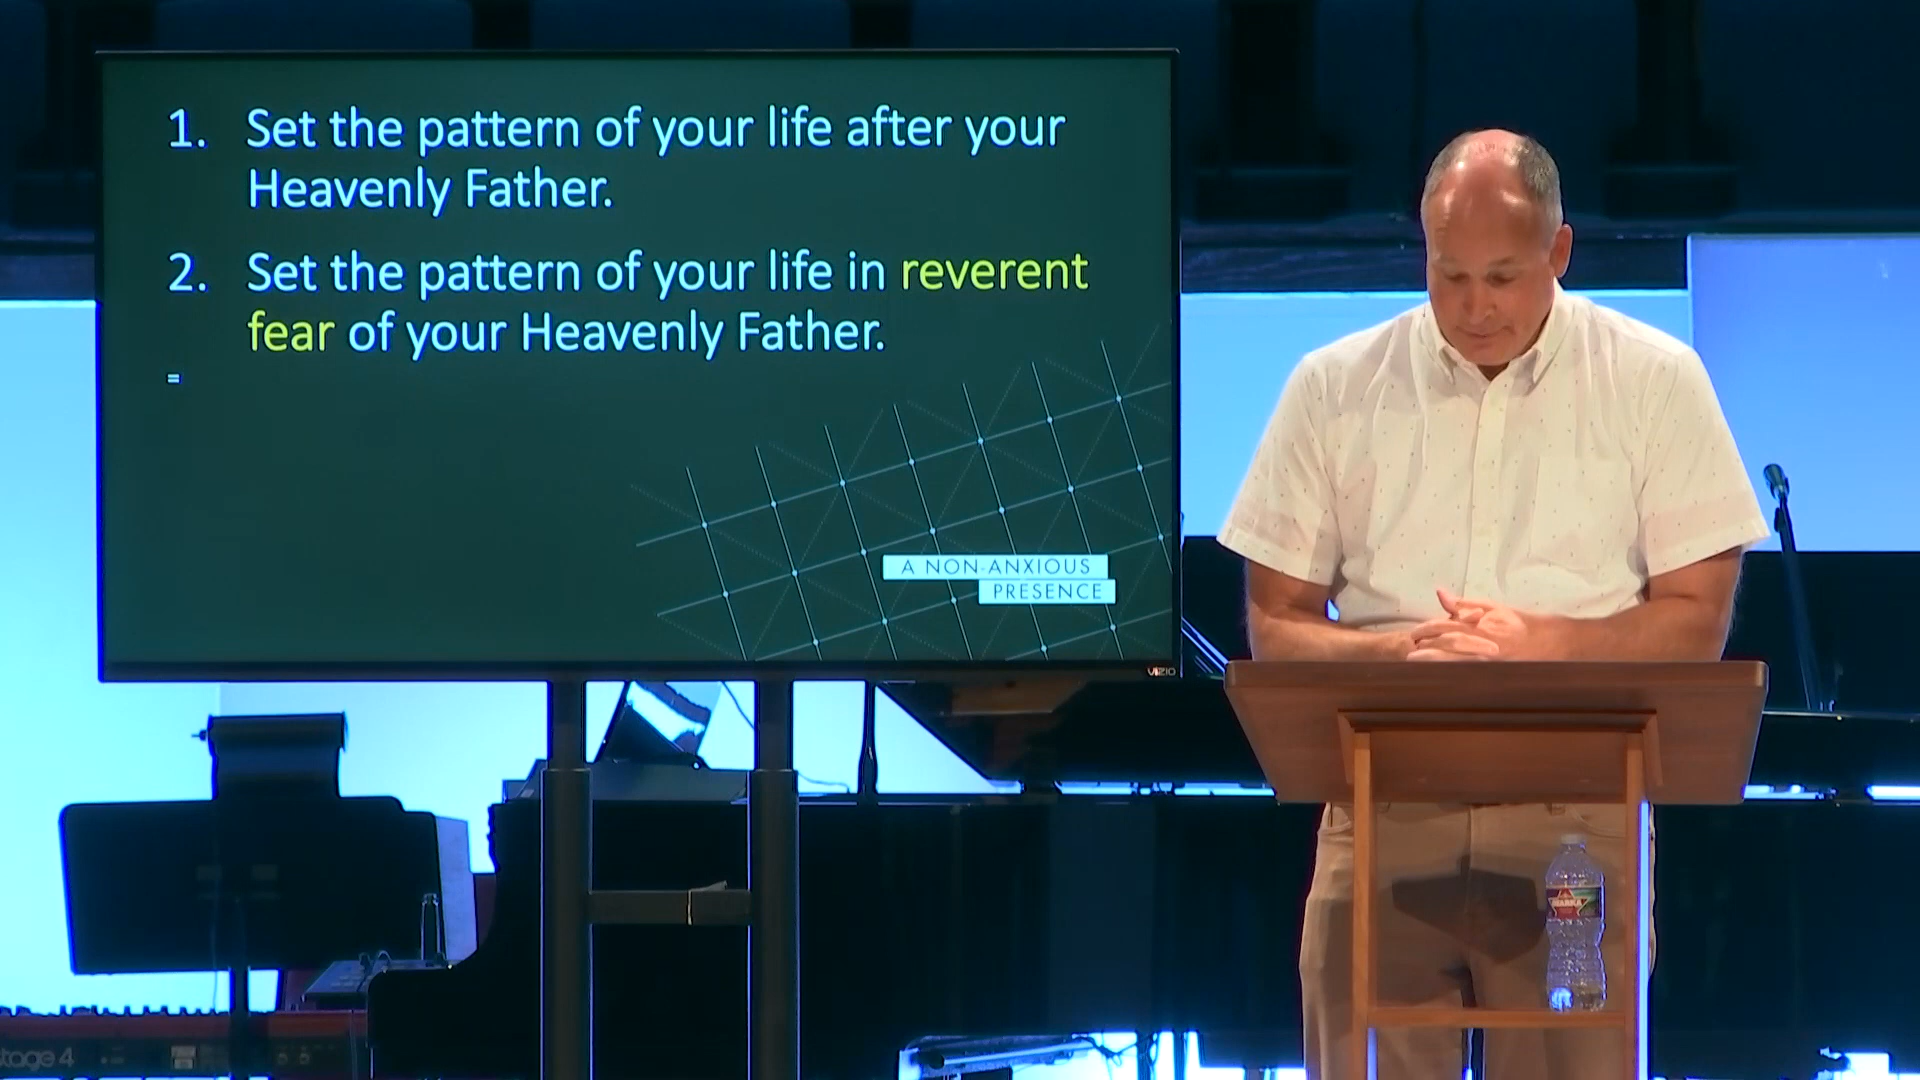 1. Set the pattern of your life after your
Heavenly Father.
2. Set the pattern of your life in reverent
fear of your Heavenly Father.
=
A NON-ANXIOUS
PRESENCE
VIZIO
OZARKA
stage 4